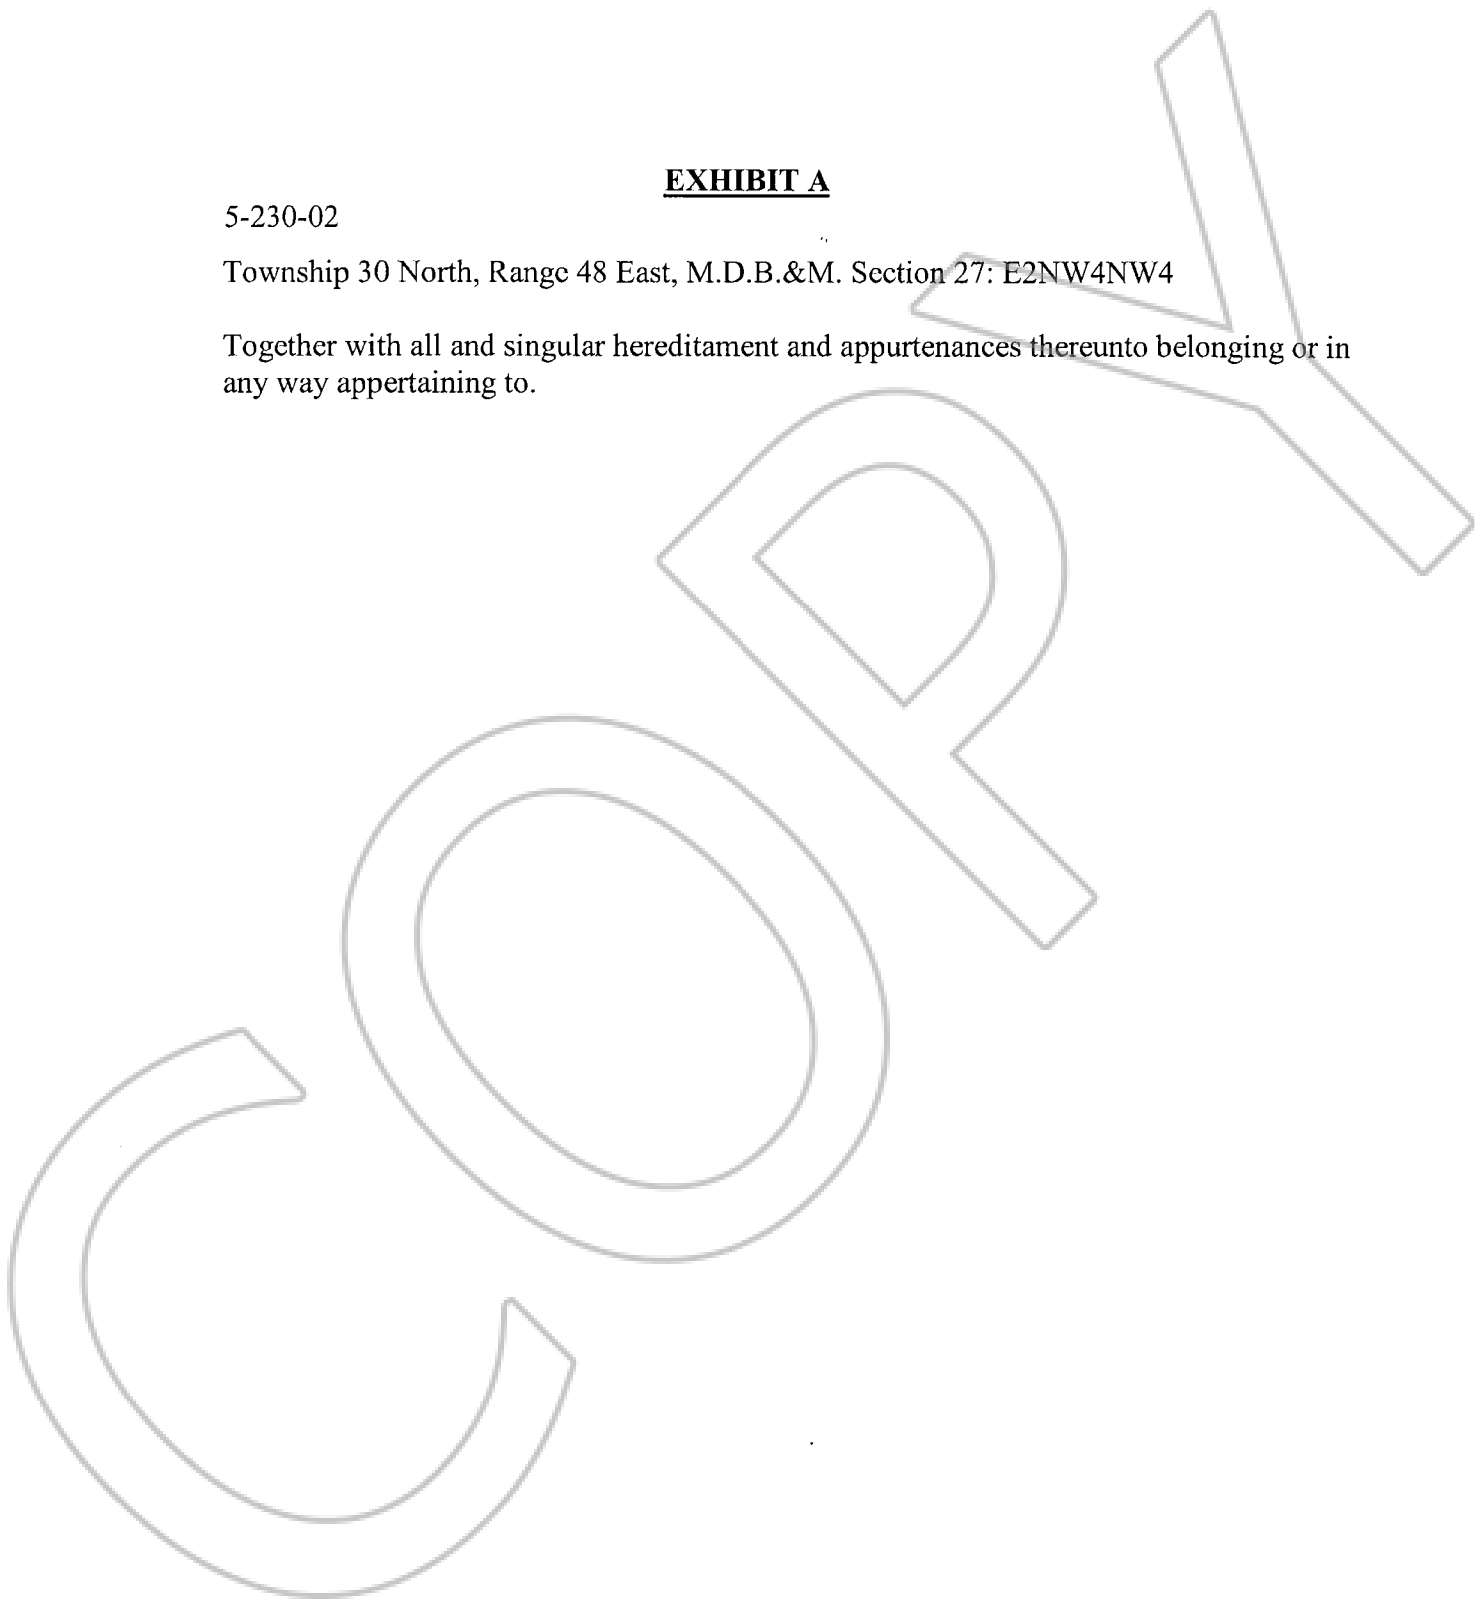 EXHIBIT A
5-230-02
Township 30 North, Range 48 East, M.D.B.&M. Section 27: E2NW4NW4
Together with all and singular hereditament and appurtenances thereunto belonging or in
any way appertaining to.
COPY